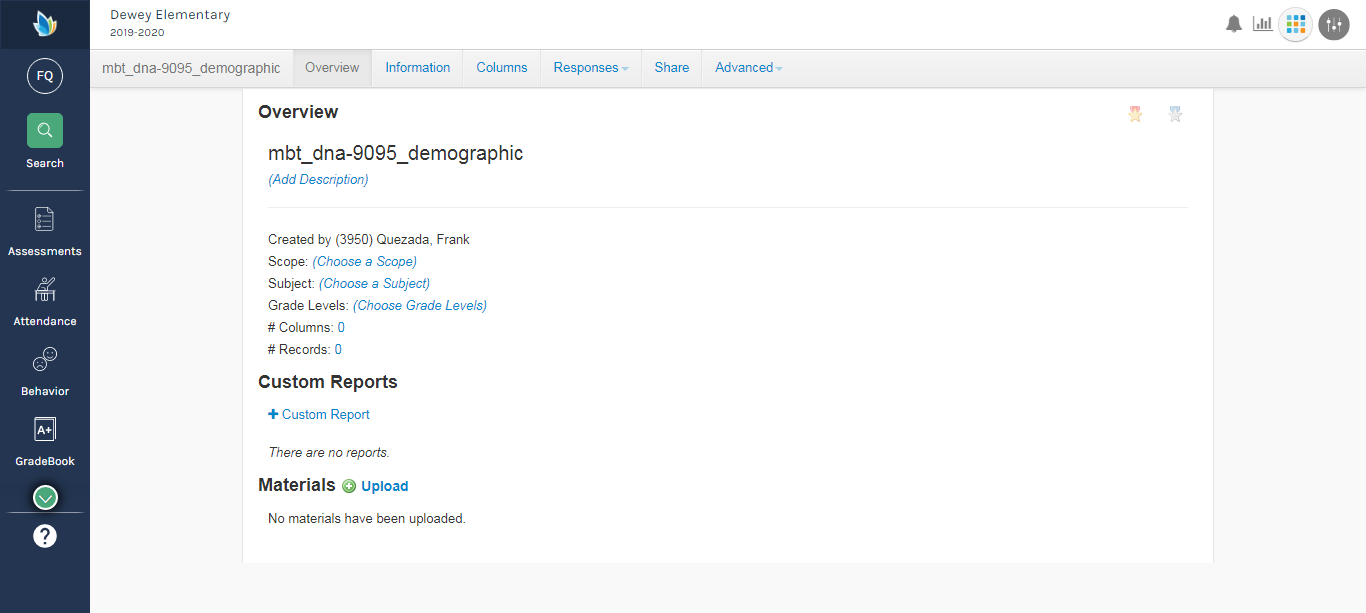 Dewey Elementary
2019-2020
FQ
Search
Assessments
Attendance
Behavior
A+
GradeBook
?
mbt_dna-9095_demographic Overview Information Columns Responses Share Advanced
Overview
mbt_dna-9095_demographic
(Add Description)
Created by (3950) Quezada, Frank
Scope: (Choose a Scope)
Subject: (Choose a Subject)
Grade Levels: (Choose Grade Levels)
# Columns: 0
# Records: 0
Custom Reports
+ Custom Report
There are no reports.
Materials Upload
No materials have been uploaded.